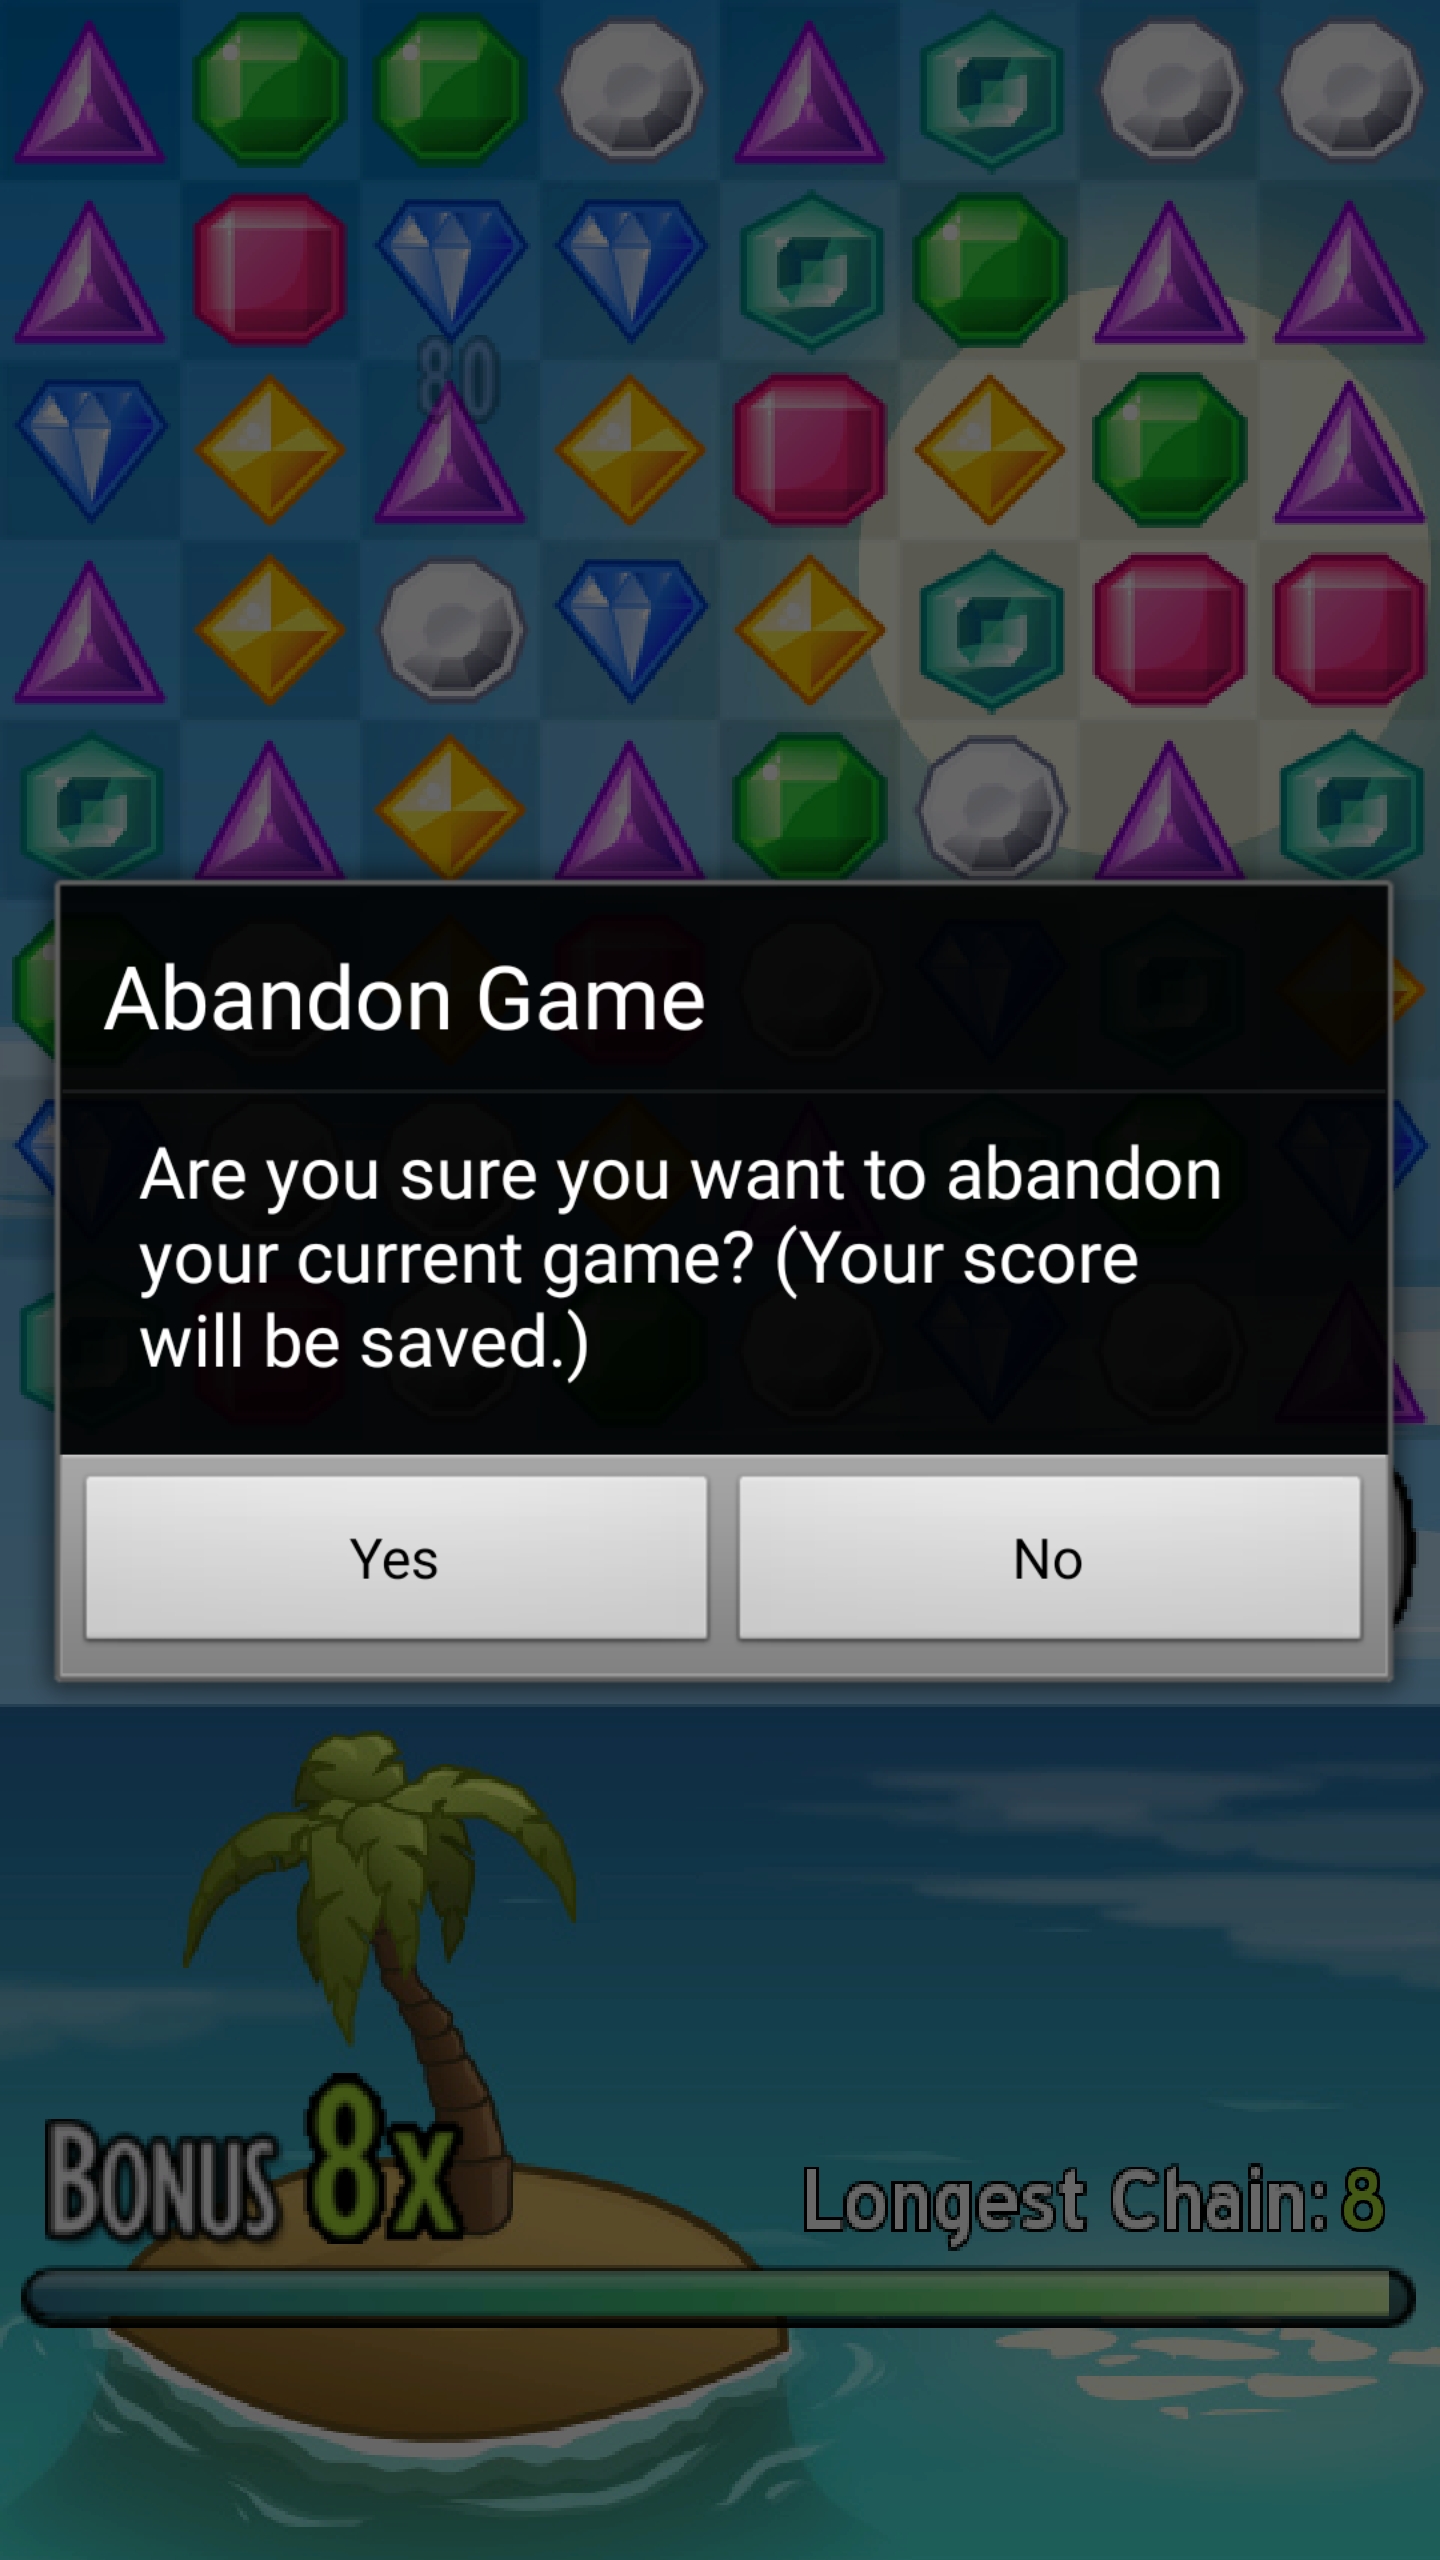 80
Abandon Game
Are you sure you want to abandon
your current game? (Your score
will be saved.)
Yes
No
BONUS 8x
Longest Chain: 8